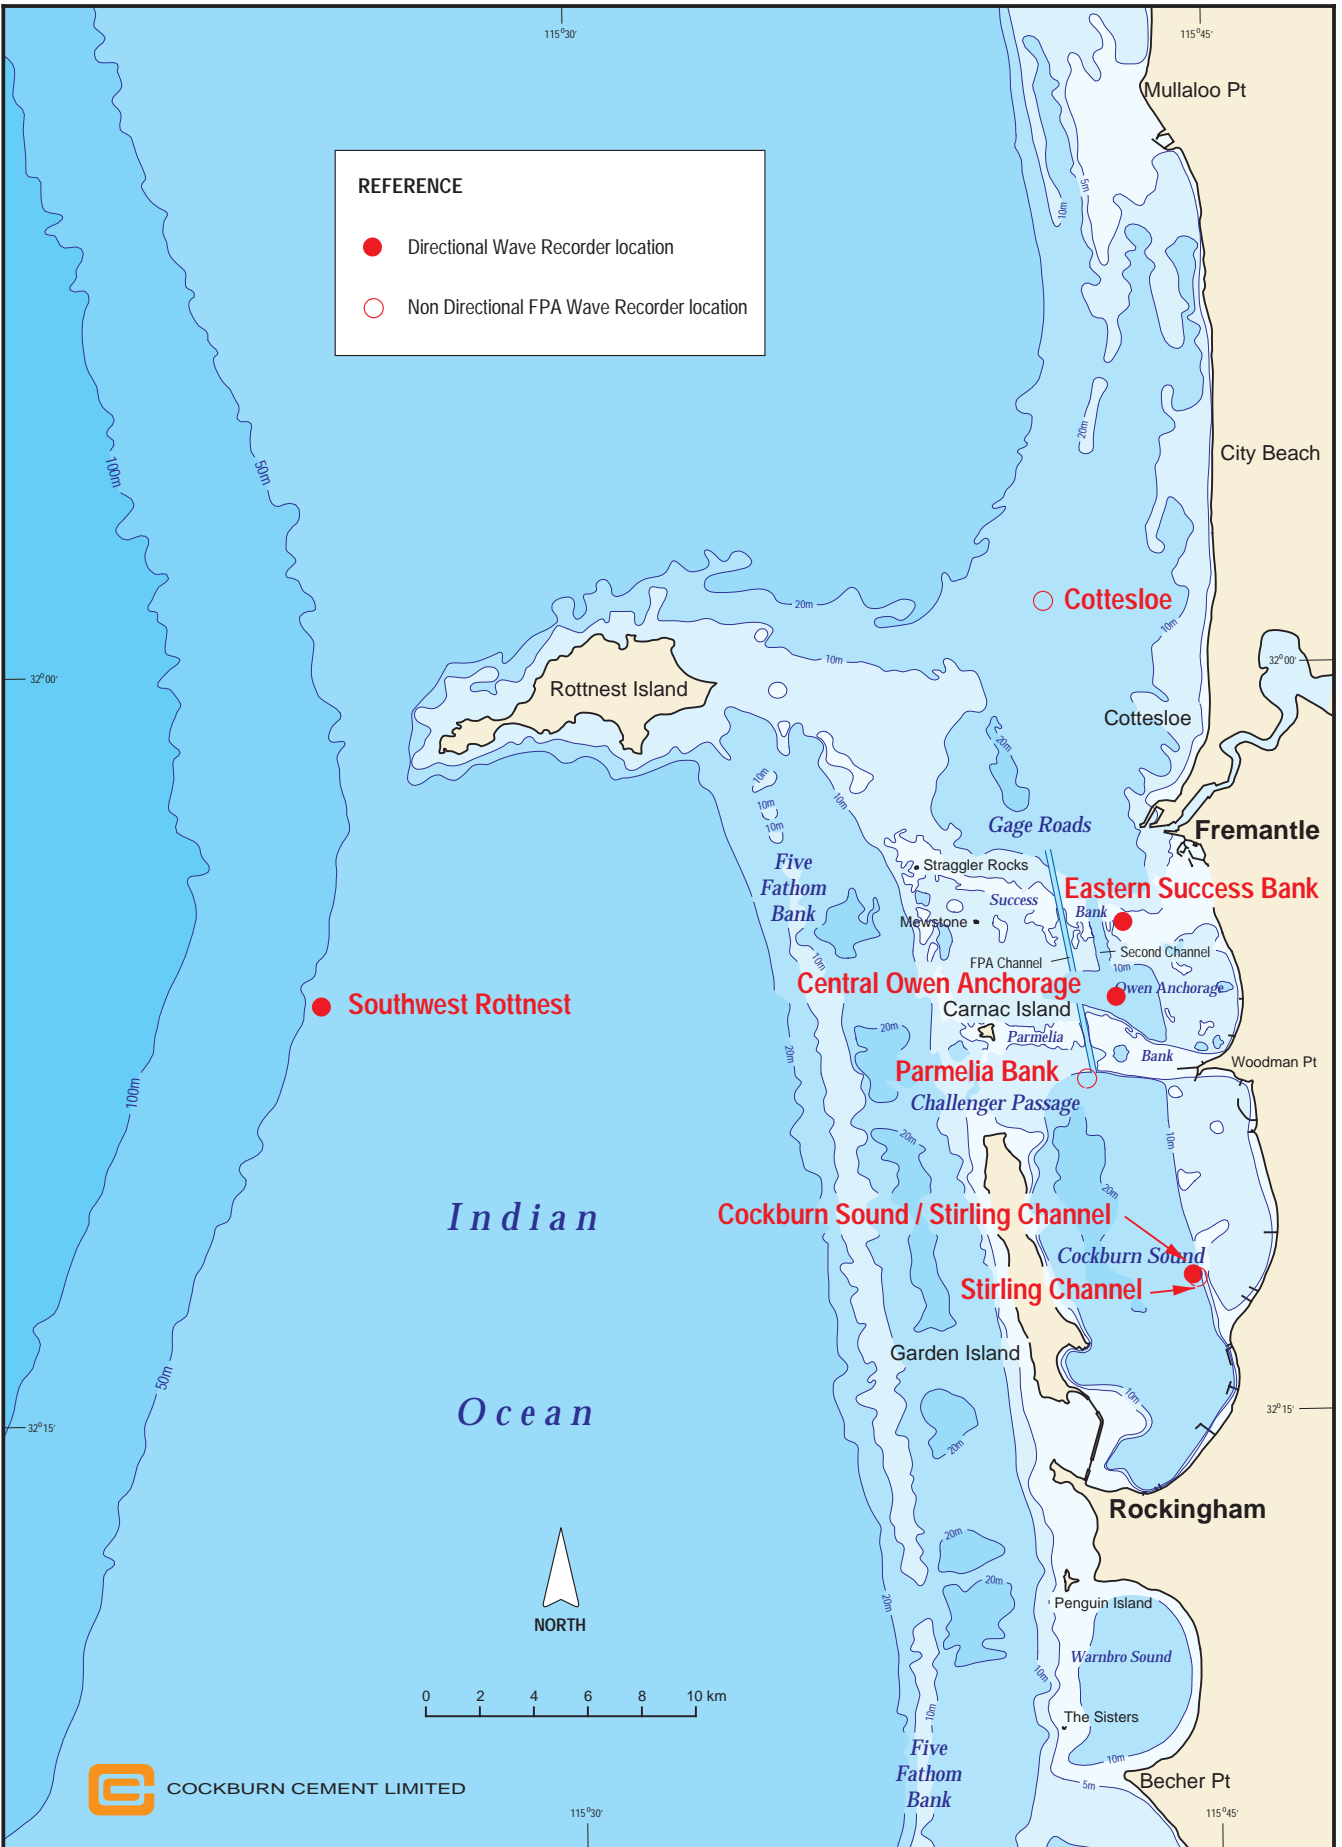 115°30'
115°45'
Mullaloo Pt
REFERENCE
Directional Wave Recorder location
Non Directional FPA Wave Recorder location
5m
10m
20m
City Beach
100m
50m
Cottesloe
20m
10m
10m
32°00'
32°00'
Rottnest Island
Cottesloe
20m
10m
10m
10m
10m
Gage Roads
Fremantle
Five
Fathom
Bank
Straggler Rocks
Eastern Success Bank
Success
Bank
Mewstone
Second Channel
FPA Channel
10m
10m
Central Owen Anchorage
Owen Anchorage
Southwest Rottnest
Carnac Island
20m
Parmelia
Bank
20m
Woodman Pt
Parmelia Bank
100m
Challenger Passage
20m
10m
20m
Indian
Cockburn Sound / Stirling Channel
Cockburn Sound
Stirling Channel
Garden Island
50m
10m
Ocean
32°15'
32°15'
20m
Rockingham
20m
20m
20m
NORTH
Penguin Island
Warnbro Sound
10m
0 2 4 6 8 10 km
10m
The Sisters
Five
Fathom
Bank
10m
5m
Becher Pt
COCKBURN CEMENT LIMITED
115°30'
115°45'